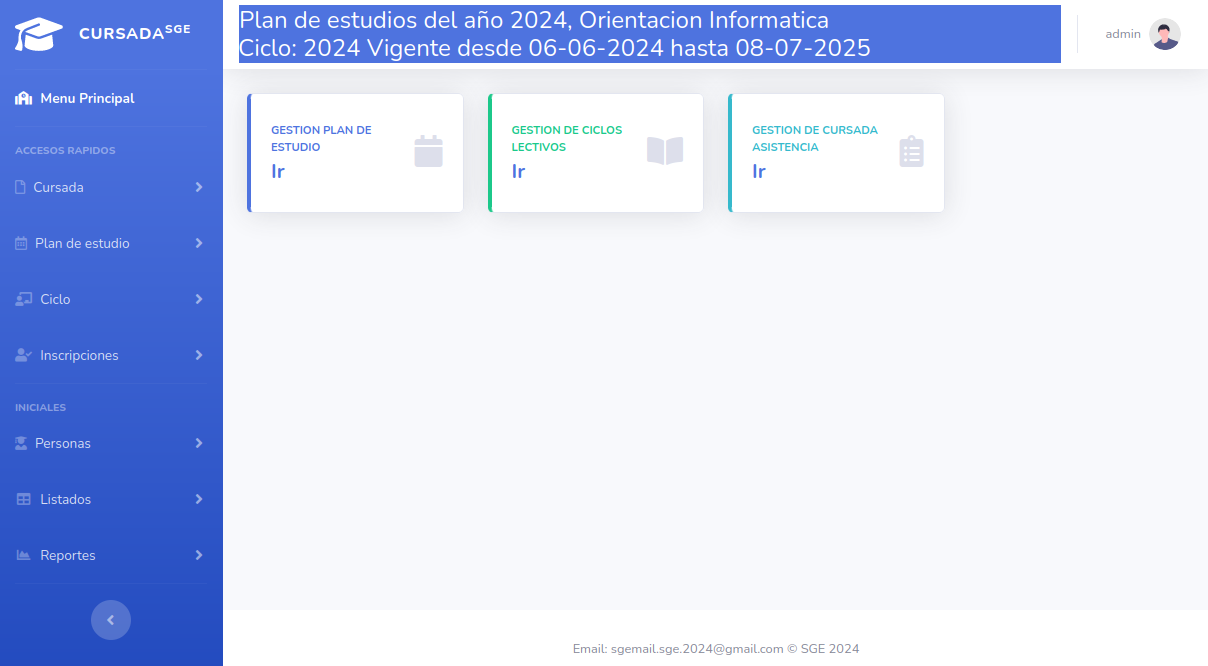 CURSADA SGE
Menu Principal
ACCESOS RAPIDOS
Cursada
Plan de estudio
Ciclo
Inscripciones
INICIALES
Personas
Listados
Reportes
Plan de estudios del año 2024, Orientacion Informatica
Ciclo: 2024 Vigente desde 06-06-2024 hasta 08-07-2025
admin
GESTION PLAN DE
ESTUDIO
Ir
GESTION DE CICLOS
LECTIVOS
Ir
GESTION DE CURSADA
ASISTENCIA
Ir
Email: sgemail.sge.2024@gmail.com © SGE 2024